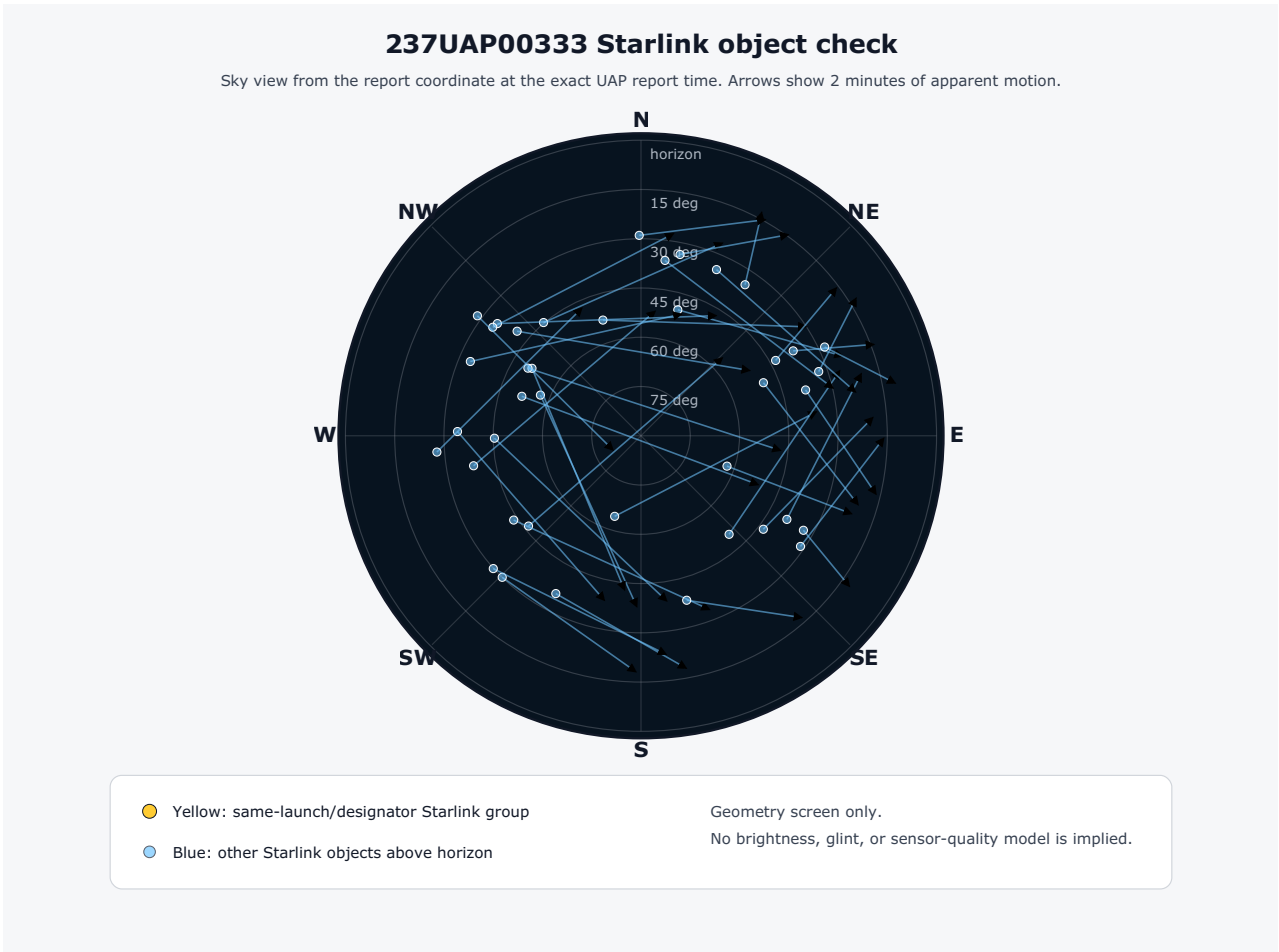 237UAP00333 Starlink object check
Sky view from the report coordinate at the exact UAP report time. Arrows show 2 minutes of apparent motion.
N
horizon
NW
NE
15 deg
30 deg
45 deg
60 deg
75 deg
W
E
SW
SE
S
Yellow: same-launch/designator Starlink group
Blue: other Starlink objects above horizon
Geometry screen only.
No brightness, glint, or sensor-quality model is implied.